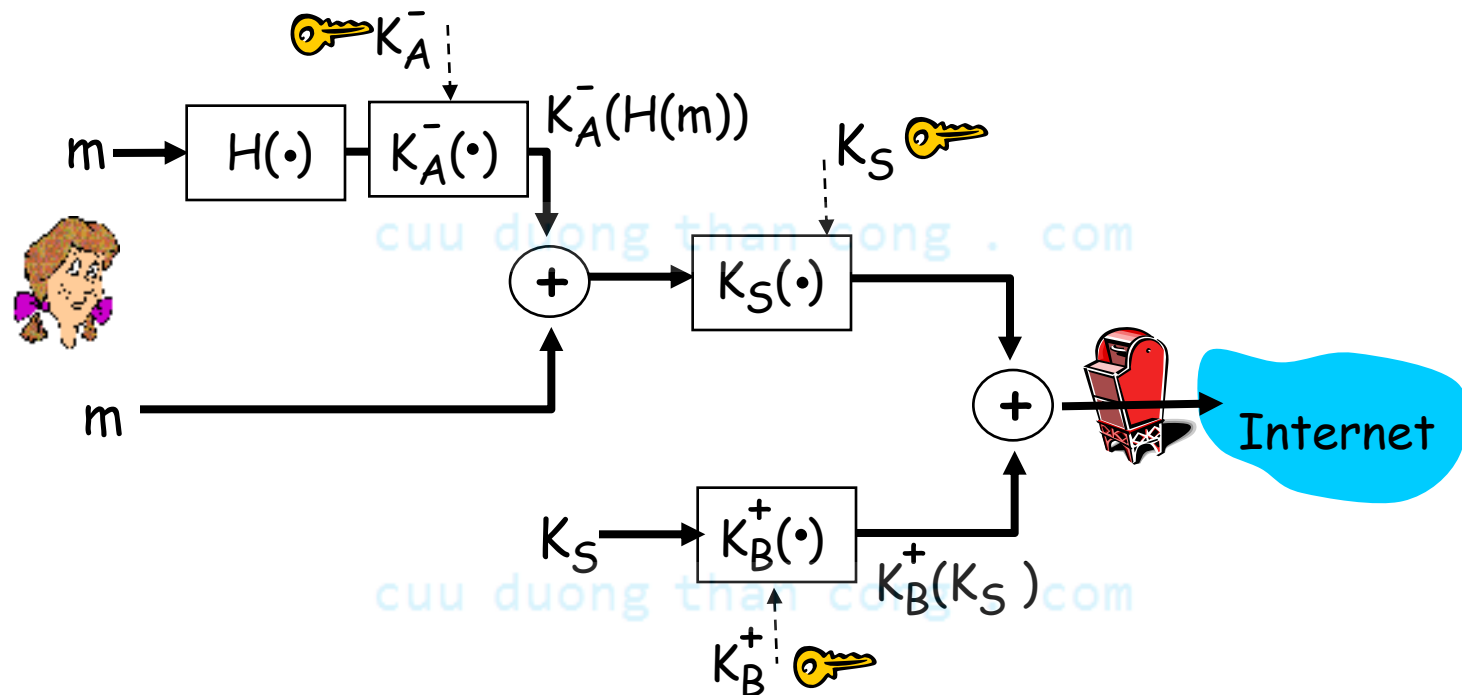 K_A^-
m
H(•)
K_A^-(•)
K_A^-(H(m))
K_S
cuu duong than cong . com
+
K_S(•)
m
+
Internet
K_S
K_B^+(•)
K_B^+(K_S )
cuu duong than cong . com
K_B^+